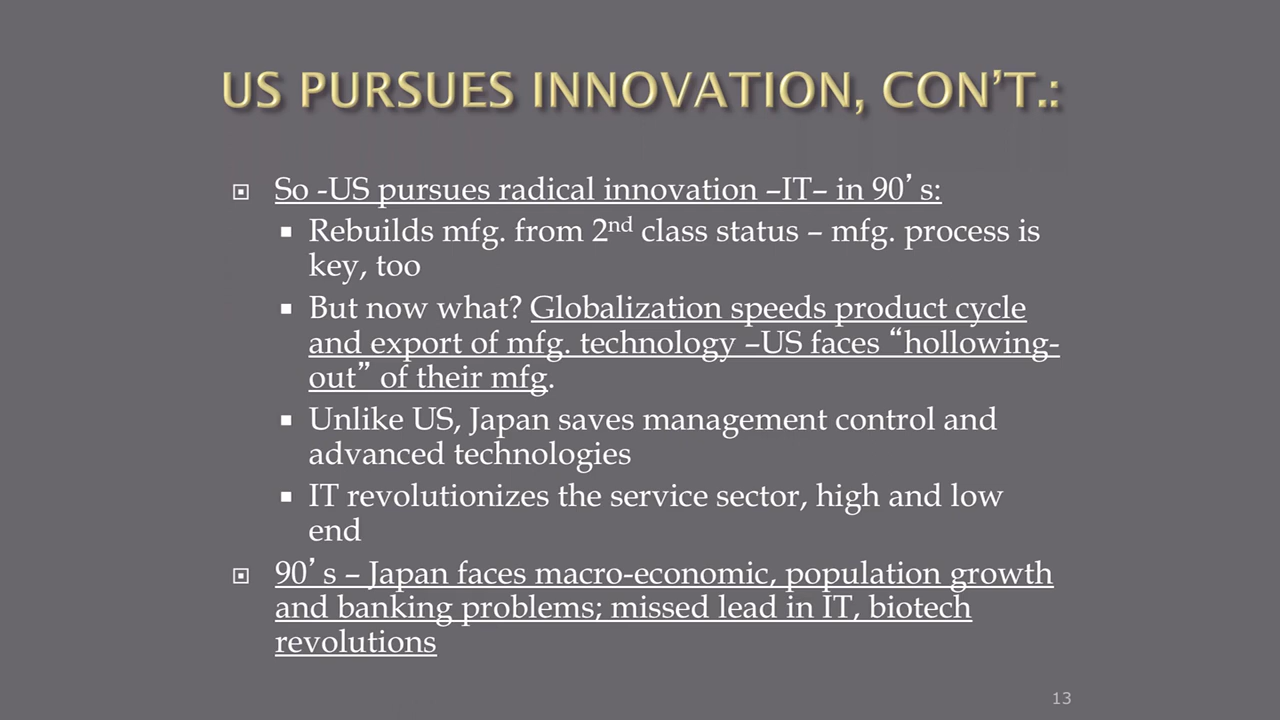 US PURSUES INNOVATION, CON’T.:
So -US pursues radical innovation –IT– in 90’s:
Rebuilds mfg. from 2nd class status – mfg. process is
key, too
But now what? Globalization speeds product cycle
and export of mfg. technology –US faces “hollowing-
out” of their mfg.
Unlike US, Japan saves management control and
advanced technologies
IT revolutionizes the service sector, high and low
end
90’s – Japan faces macro-economic, population growth
and banking problems; missed lead in IT, biotech
revolutions
13